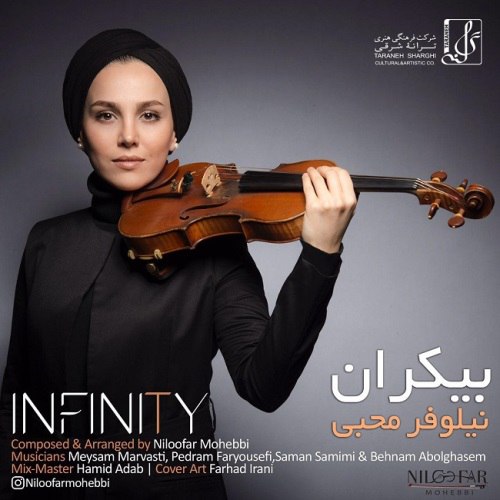 شرکت فرهنگی هنری
ترانه شرقی
TARANEH SHARGHI
CULTURAL&ARTISTIC CO.
TARANEH
بیکران
نیلوفر محبی
INFINITY
Composed & Arranged by Niloofar Mohebbi
Musicians Meysam Marvasti, Pedram Faryousefi,Saman Samimi & Behnam Abolghasem
Mix-Master Hamid Adab | Cover Art Farhad Irani
Niloofarmohebbi
NILOOFAR
MOHEBBI